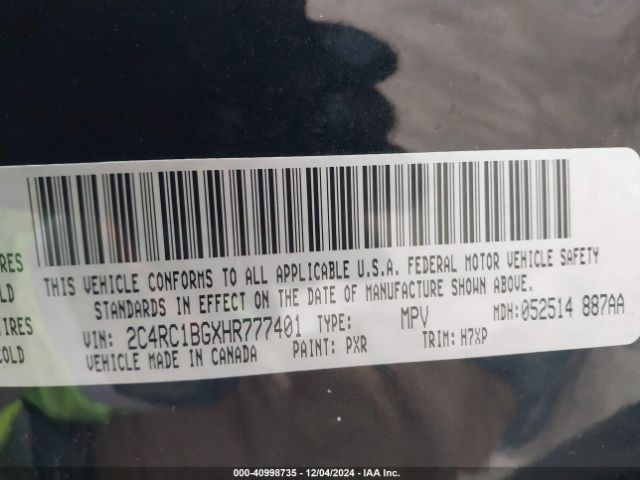 THIS VEHICLE CONFORMS TO ALL APPLICABLE U.S.A. FEDERAL MOTOR VEHICLE SAFETY
STANDARDS IN EFFECT ON THE DATE OF MANUFACTURE SHOWN ABOVE.
VIN: 2C4RC1BGXHR777401 TYPE: MPV MDH:052514 887AA
VEHICLE MADE IN CANADA PAINT: PXR TRIM: H7XP
IRES
LD
IRES
COLD
000-40998735 - 12/04/2024 - IAA Inc.